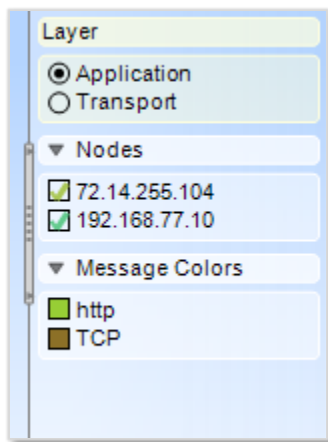 Layer
Application
Transport
Nodes
72.14.255.104
192.168.77.10
Message Colors
http
TCP